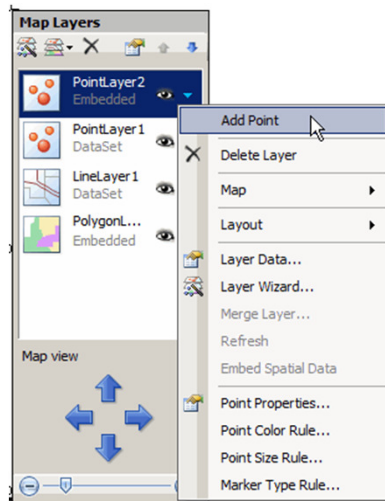 Map Layers
PointLayer2
Embedded
PointLayer1
DataSet
LineLayer1
DataSet
PolygonL...
Embedded
Map view
Add Point
Delete Layer
Map
Layout
Layer Data...
Layer Wizard...
Merge Layer...
Refresh
Embed Spatial Data
Point Properties...
Point Color Rule...
Point Size Rule...
Marker Type Rule...